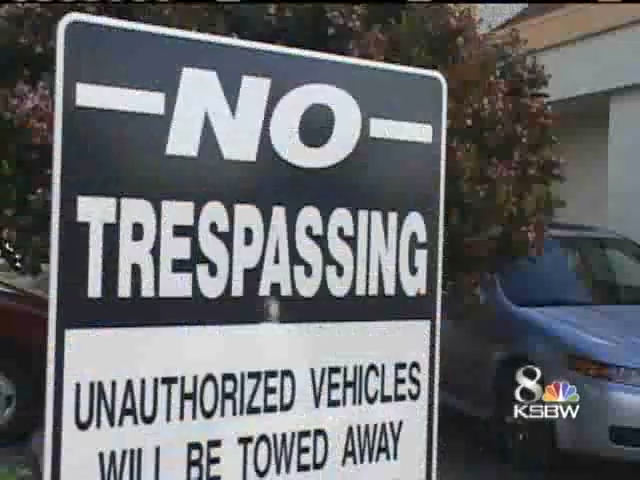 NO
TRESPASSING
UNAUTHORIZED VEHICLES
WILL BE TOWED AWAY
8
KSBW